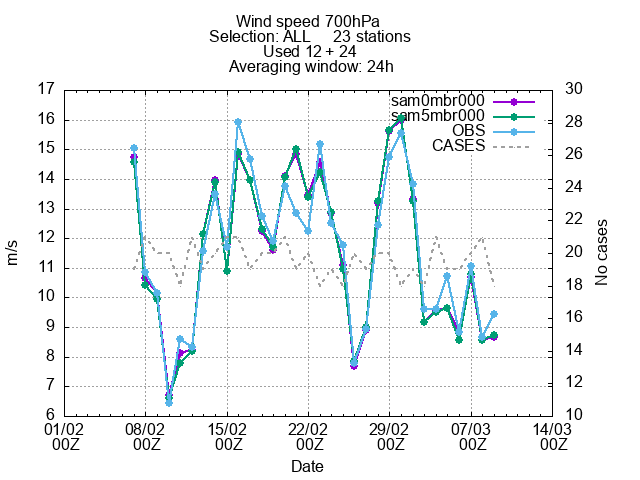 Wind speed 700hPa
Selection: ALL 23 stations
Used 12 + 24
Averaging window: 24h
17 30
16 28
15 26
14 24
13 22
12 20
11 18
10 16
9 14
8 12
7 10
6
sam0mbr000
sam5mbr000
OBS
CASES
m/s
No cases
01/02 08/02 15/02 22/02 29/02 07/03 14/03
00Z 00Z 00Z 00Z 00Z 00Z 00Z
Date